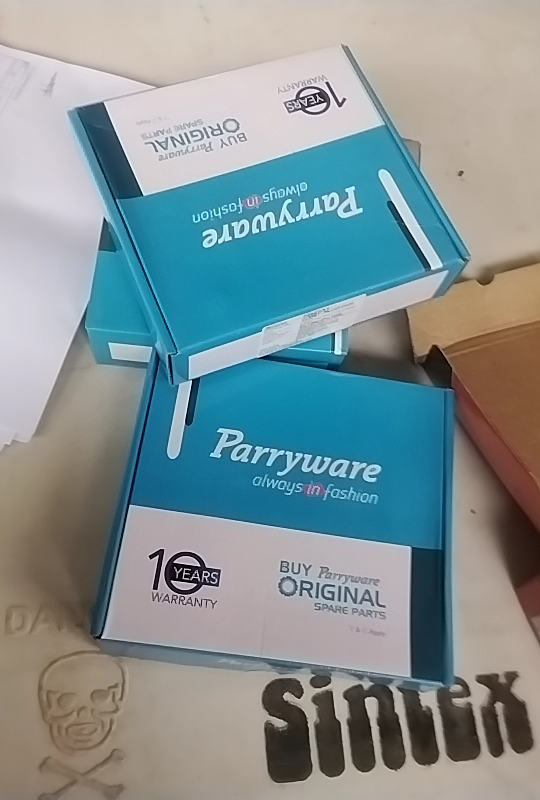 10
YEARS
WARRANTY
BUY Parryware
ORIGINAL
SPARE PARTS
Parryware
always in fashion
Parryware
always in fashion
10
YEARS
WARRANTY
BUY Parryware
ORIGINAL
SPARE PARTS
T & C Apply
Sintex